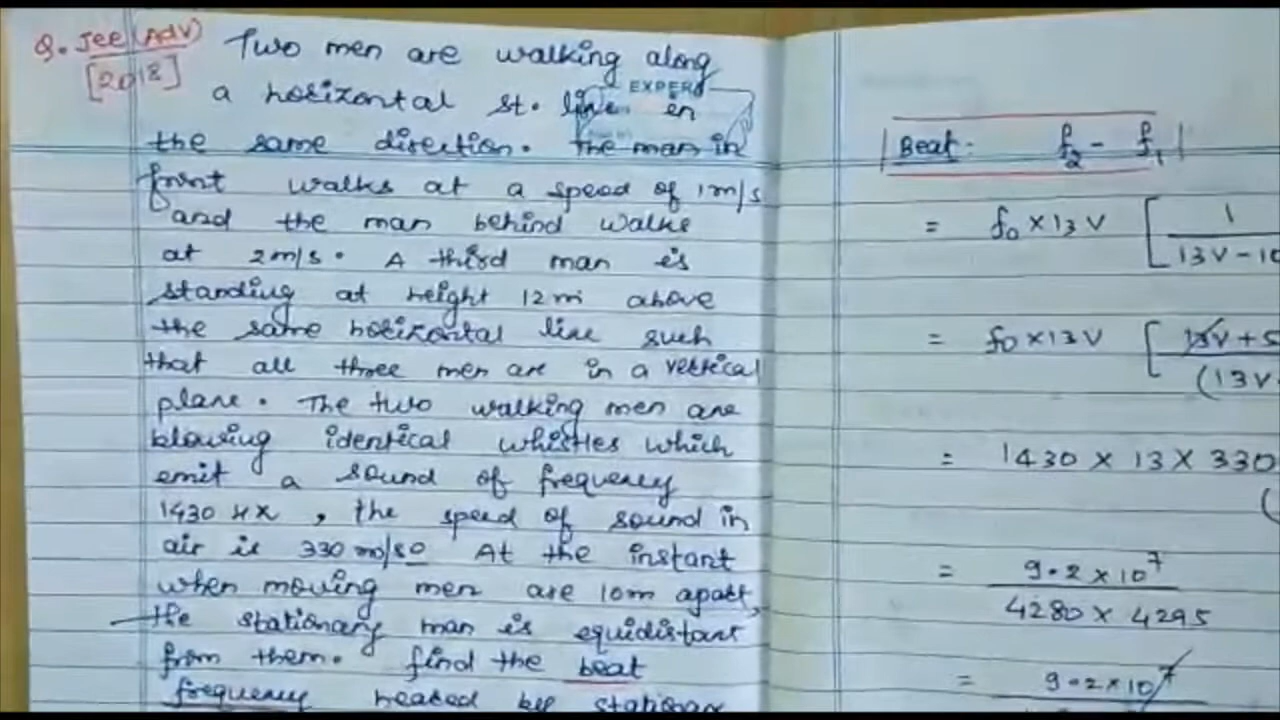 Q. Jee (Adv)
[2018]
Two men are walking along
a horizontal st. line in
EXPERT
the same direction. The man in
front walks at a speed of 1m/s
and the man behind walks
at 2m/s. A third man is
standing at height 12m above
the same horizontal line such
that all three men are in a vertical
plane. The two walking men are
blowing identical whistles which
emit a sound of frequency
1430 Hz, the speed of sound in
air is 330 m/s. At the instant
when moving men are 10m apart,
the stationary man is equidistant
from them. find the beat
frequency heared by stationary
Beat: f2 - f1
= f0 x 13 V [ 1 / 13V - 10
= f0 x 13 V [ 13V + 5 / (13V
= 1430 x 13 x 330 / (
= 9.2 x 10^7 / 4280 x 4295
= 9.2 x 10^7